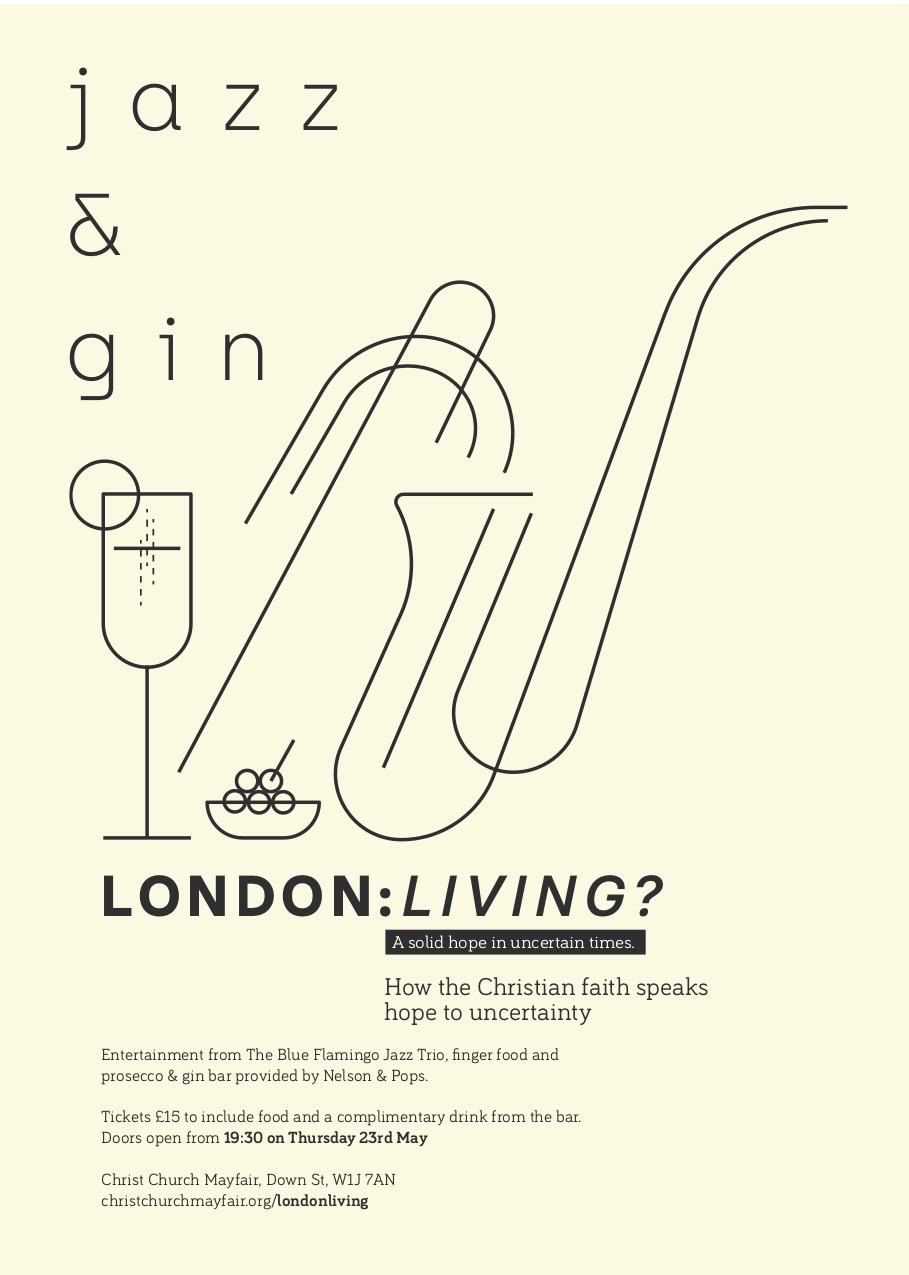 jazz
&
gin
LONDON:LIVING?
A solid hope in uncertain times.
How the Christian faith speaks
hope to uncertainty
Entertainment from The Blue Flamingo Jazz Trio, finger food and
prosecco & gin bar provided by Nelson & Pops.
Tickets £15 to include food and a complimentary drink from the bar.
Doors open from 19:30 on Thursday 23rd May
Christ Church Mayfair, Down St, W1J 7AN
christchurchmayfair.org/londonliving